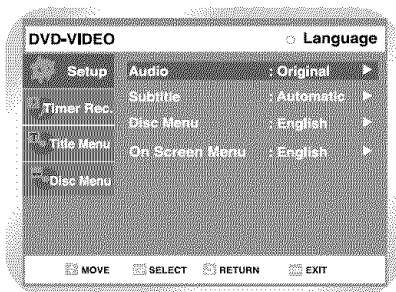 DVD-VIDEO Language
Setup Audio : Original
Subtitle : Automatic
Timer Rec.
Disc Menu : English
Title Menu
On Screen Menu : English
Disc Menu
MOVE SELECT RETURN EXIT